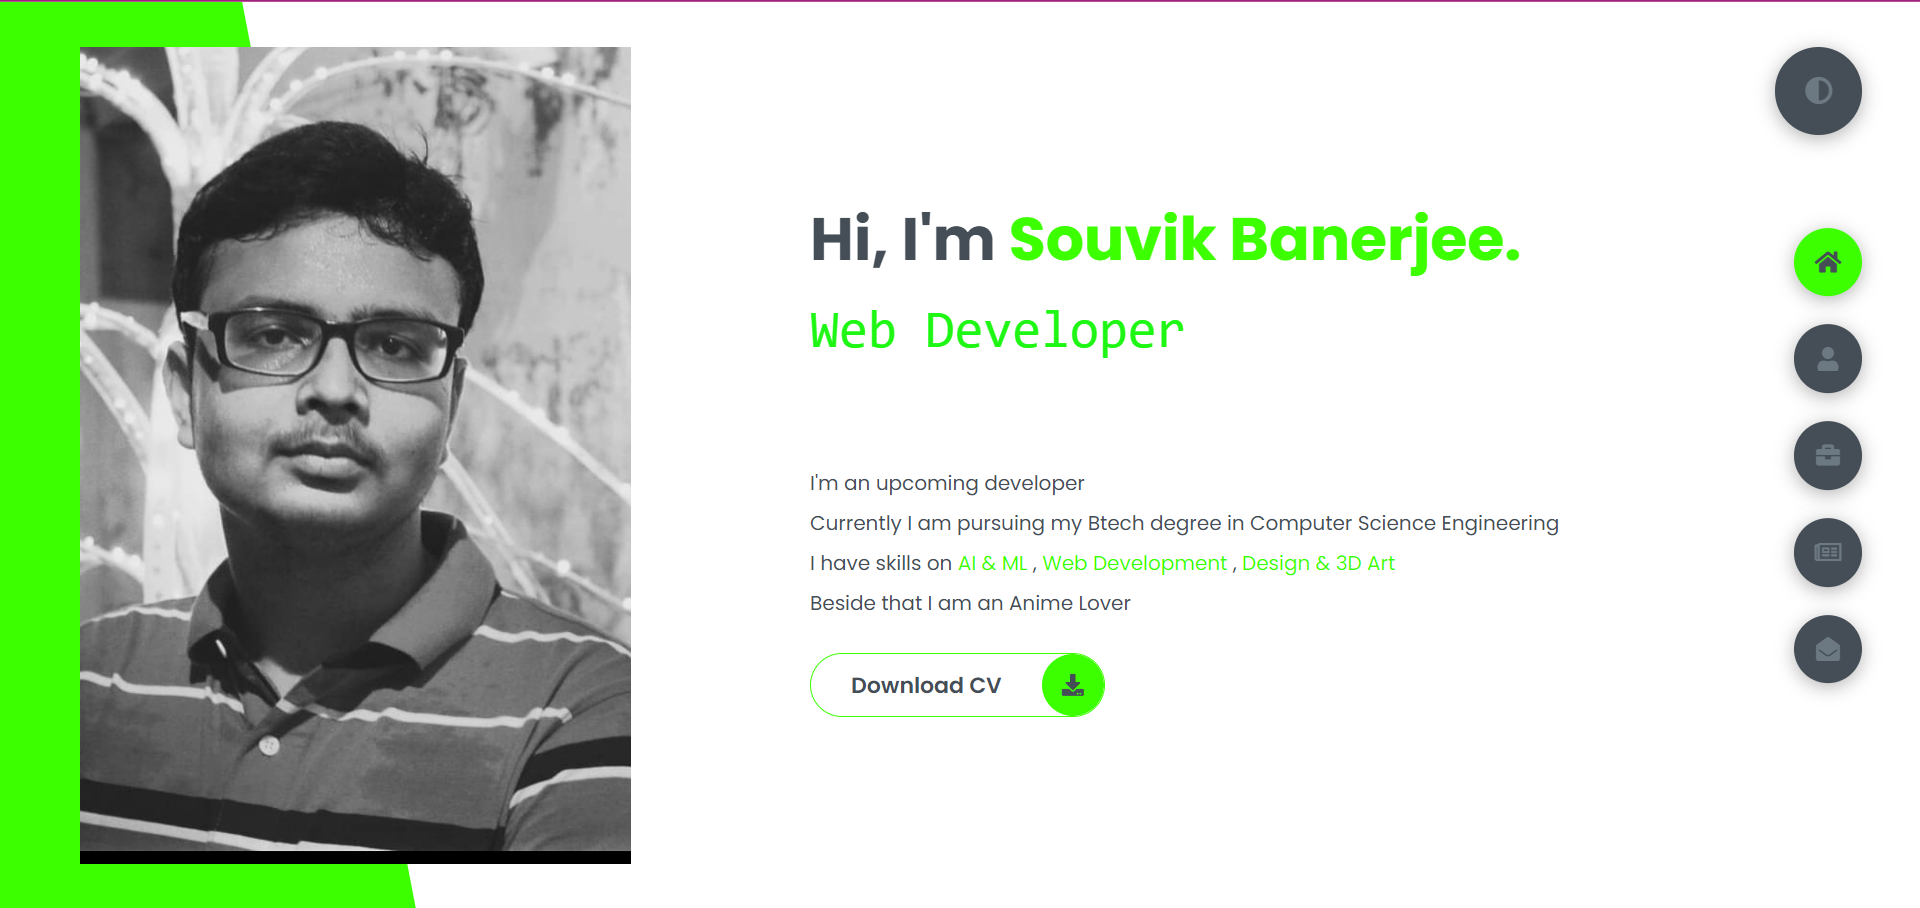 Hi, I'm Souvik Banerjee.
Web Developer
I'm an upcoming developer
Currently I am pursuing my Btech degree in Computer Science Engineering
I have skills on AI & ML , Web Development , Design & 3D Art
Beside that I am an Anime Lover
Download CV